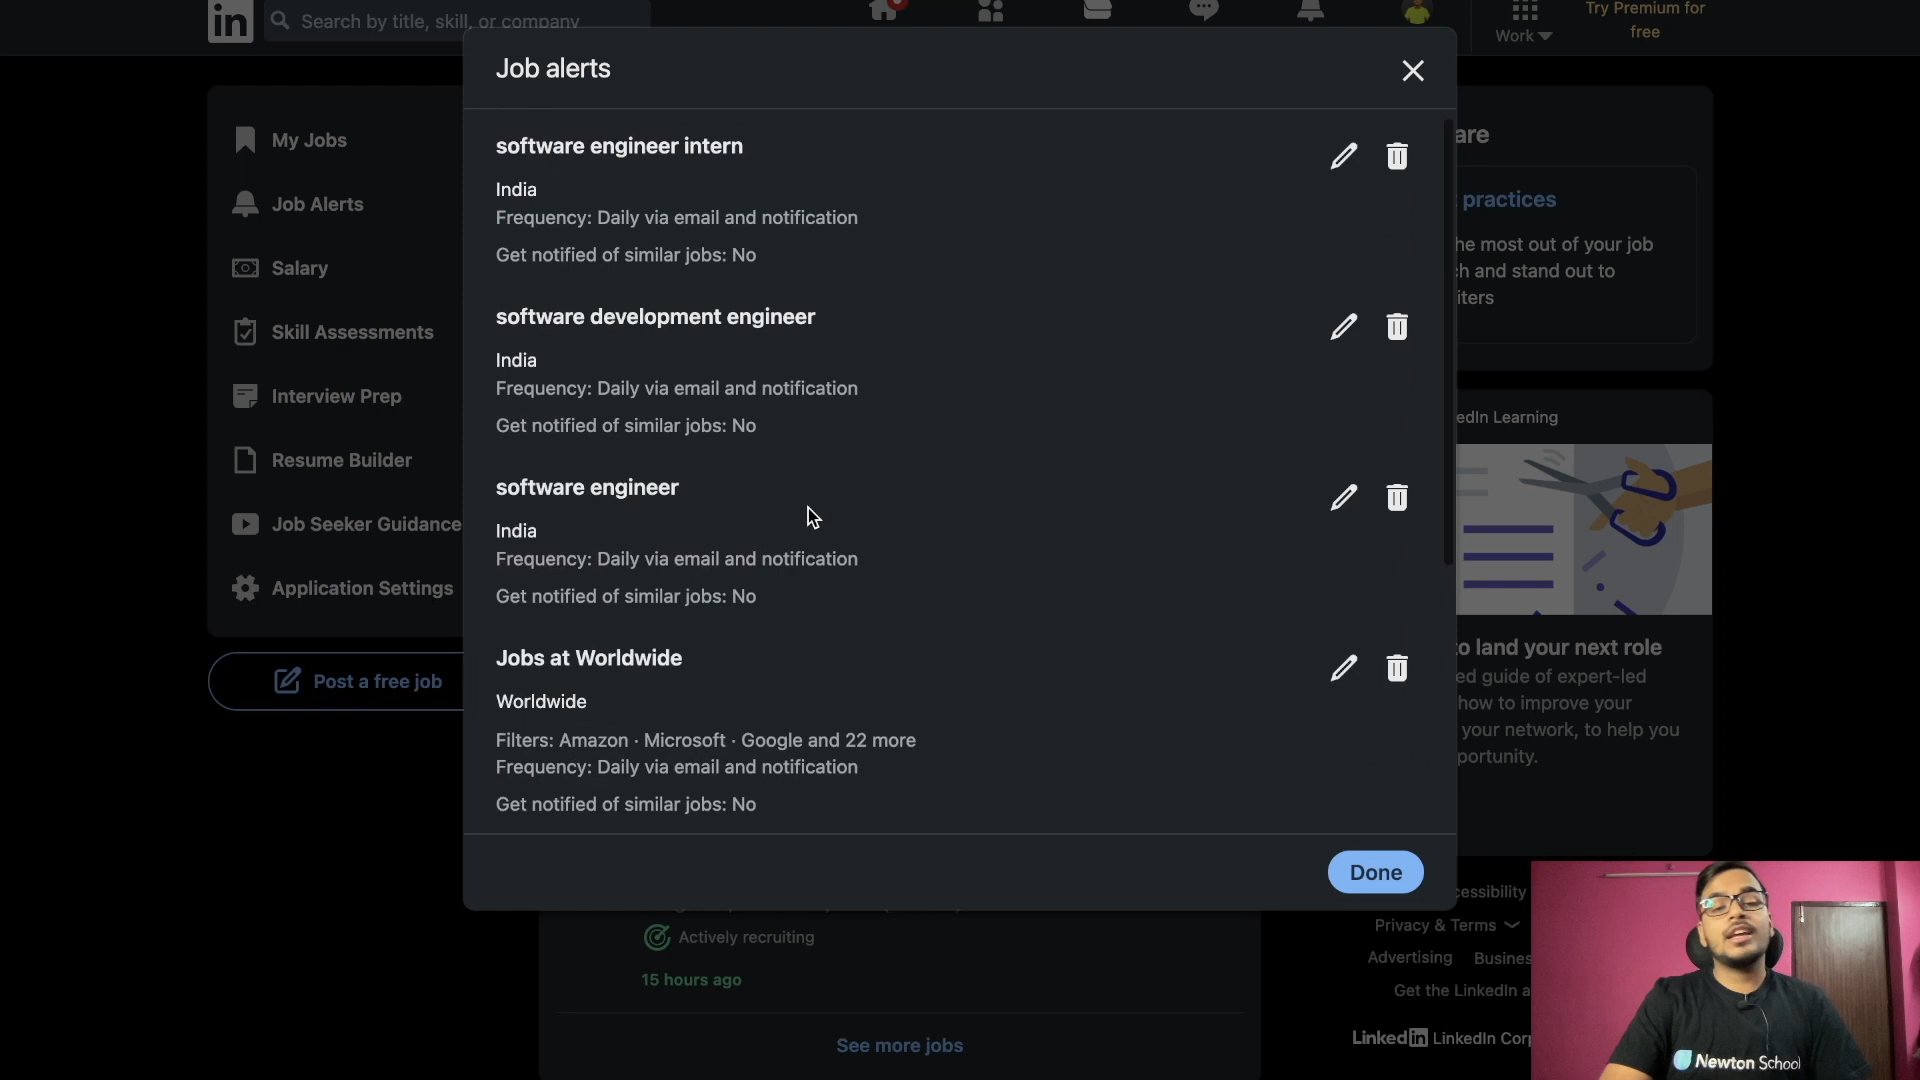 in
Search by title, skill, or company
Work
Try Premium for
free
Job alerts
My Jobs
Job Alerts
Salary
Skill Assessments
Interview Prep
Resume Builder
Job Seeker Guidance
Application Settings
Post a free job
software engineer intern
India
Frequency: Daily via email and notification
Get notified of similar jobs: No
software development engineer
India
Frequency: Daily via email and notification
Get notified of similar jobs: No
software engineer
India
Frequency: Daily via email and notification
Get notified of similar jobs: No
Jobs at Worldwide
Worldwide
Filters: Amazon · Microsoft · Google and 22 more
Frequency: Daily via email and notification
Get notified of similar jobs: No
Done
are
practices
he most out of your job
h and stand out to
iters
edIn Learning
o land your next role
ed guide of expert-led
how to improve your
your network, to help you
portunity.
Actively recruiting
15 hours ago
See more jobs
cessibility
Privacy & Terms
Advertising Busines
Get the LinkedIn a
Linked in LinkedIn Corp
Newton School